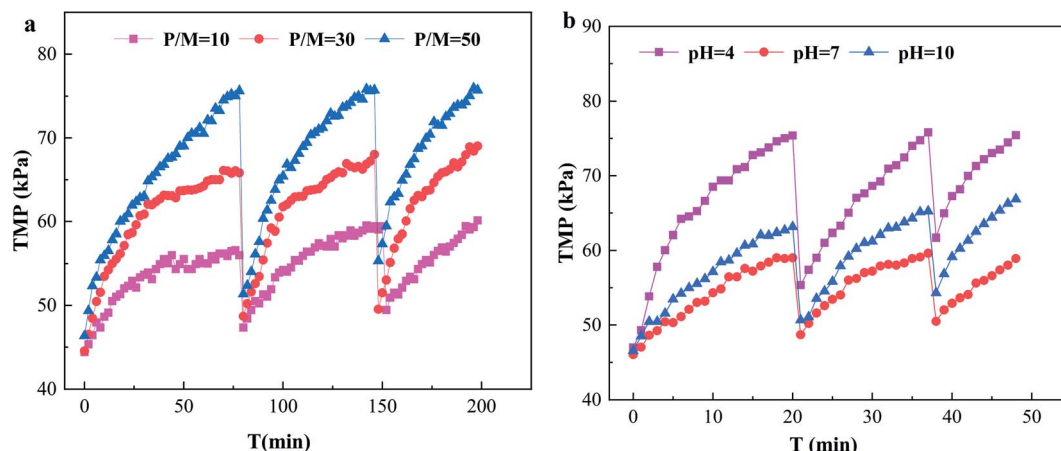 a
P/M=10 P/M=30 P/M=50
TMP (kPa)
80
70
60
50
40
0 50 100 150 200
T(min)
b
pH=4 pH=7 pH=10
TMP (kPa)
90
80
70
60
50
40
0 10 20 30 40 50
T (min)